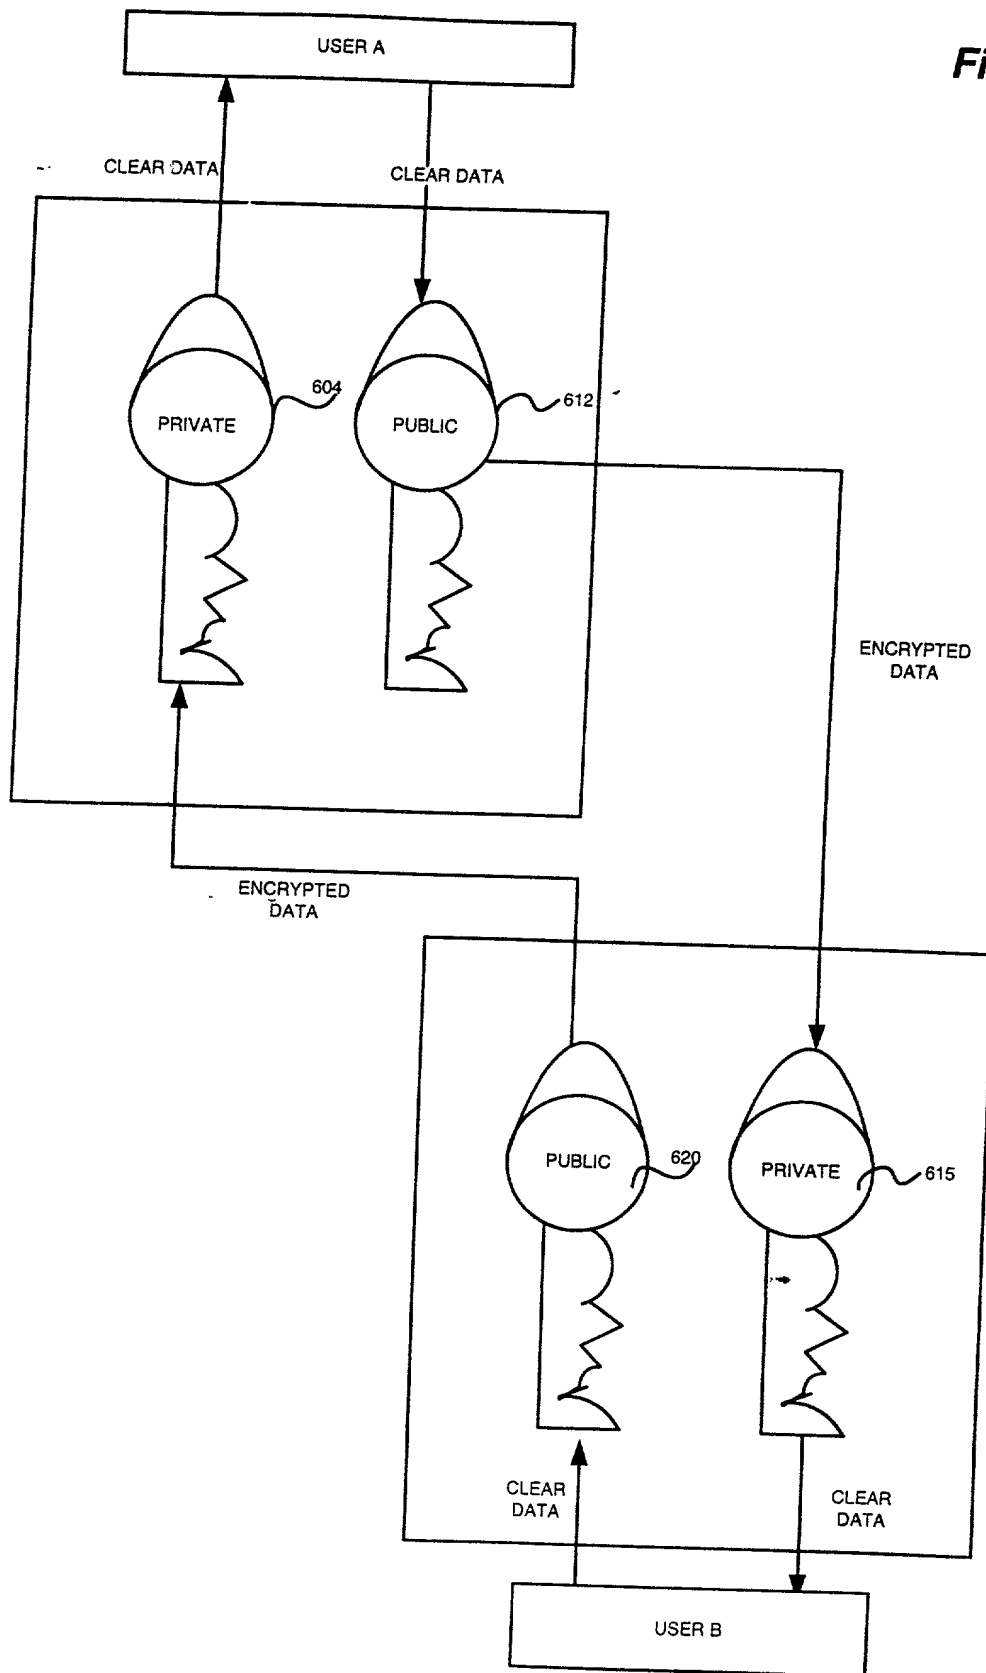 USER A
Fi
CLEAR DATA
CLEAR DATA
604
612
PRIVATE
PUBLIC
ENCRYPTED
DATA
ENCRYPTED
DATA
PUBLIC
620
PRIVATE
615
CLEAR
DATA
CLEAR
DATA
USER B